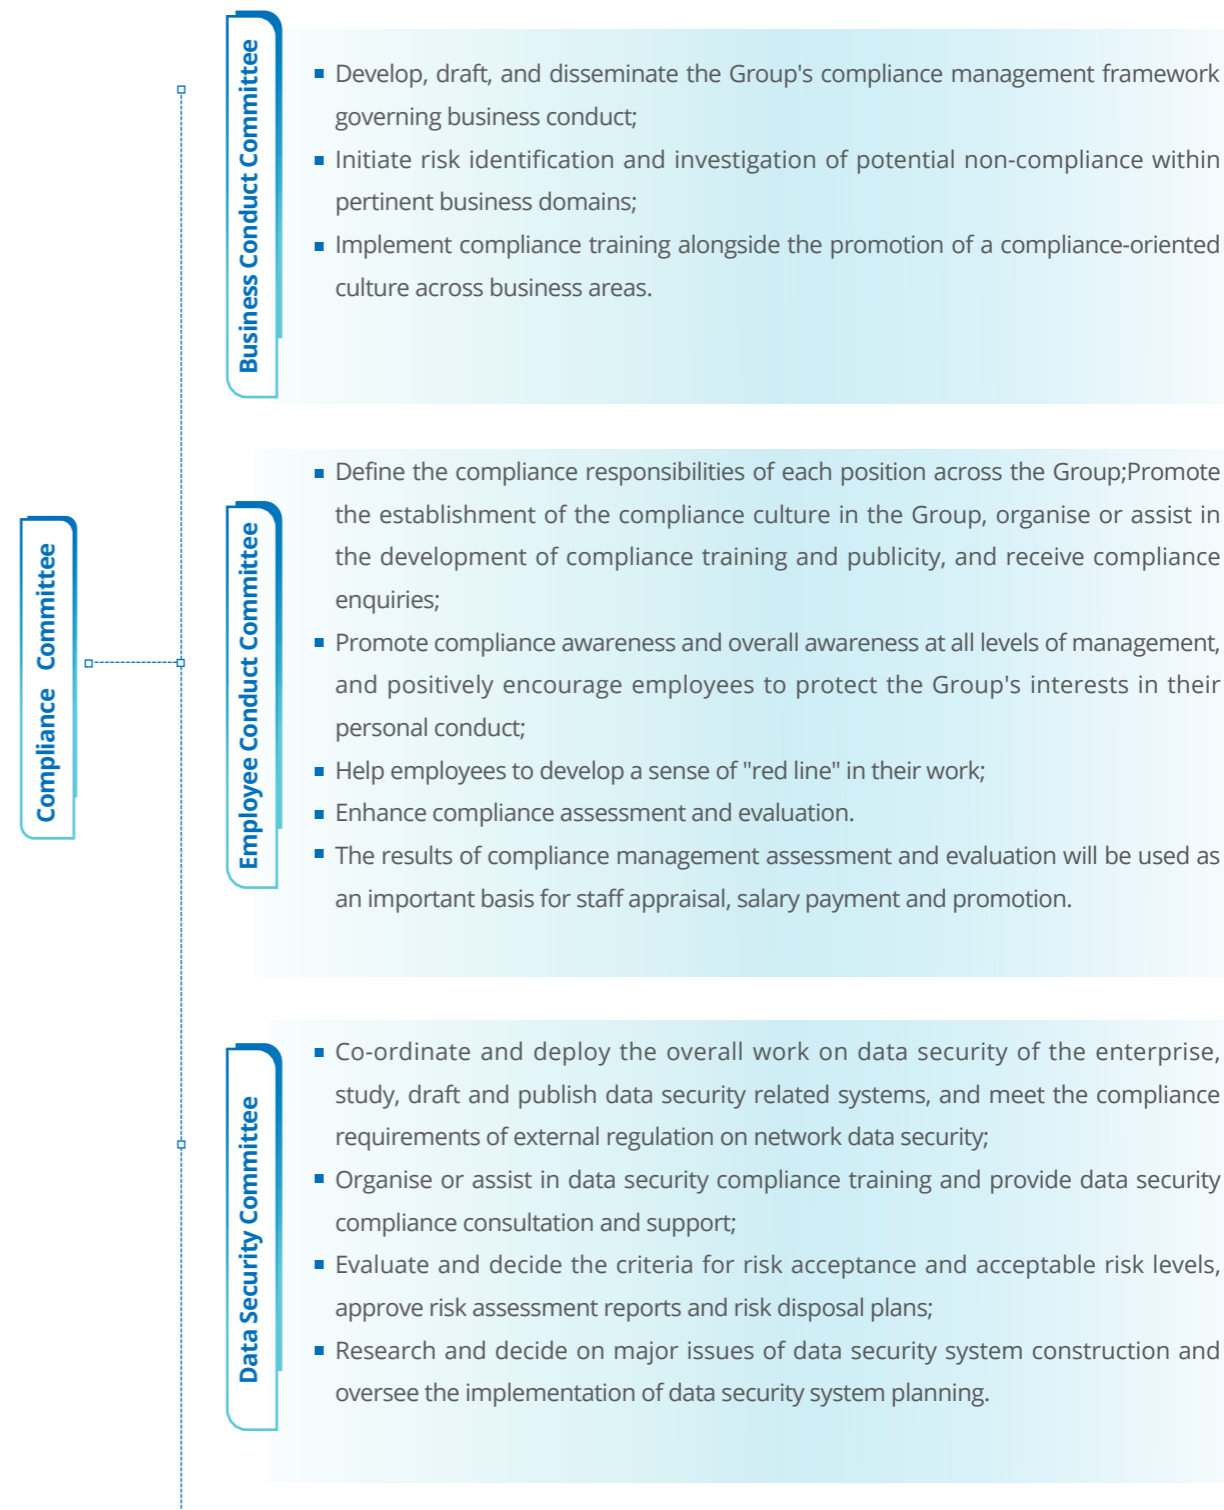 Compliance Committee
Business Conduct Committee
Develop, draft, and disseminate the Group's compliance management framework
governing business conduct;
Initiate risk identification and investigation of potential non-compliance within
pertinent business domains;
Implement compliance training alongside the promotion of a compliance-oriented
culture across business areas.
Employee Conduct Committee
Define the compliance responsibilities of each position across the Group;Promote
the establishment of the compliance culture in the Group, organise or assist in
the development of compliance training and publicity, and receive compliance
enquiries;
Promote compliance awareness and overall awareness at all levels of management,
and positively encourage employees to protect the Group's interests in their
personal conduct;
Help employees to develop a sense of "red line" in their work;
Enhance compliance assessment and evaluation.
The results of compliance management assessment and evaluation will be used as
an important basis for staff appraisal, salary payment and promotion.
Data Security Committee
Co-ordinate and deploy the overall work on data security of the enterprise,
study, draft and publish data security related systems, and meet the compliance
requirements of external regulation on network data security;
Organise or assist in data security compliance training and provide data security
compliance consultation and support;
Evaluate and decide the criteria for risk acceptance and acceptable risk levels,
approve risk assessment reports and risk disposal plans;
Research and decide on major issues of data security system construction and
oversee the implementation of data security system planning.